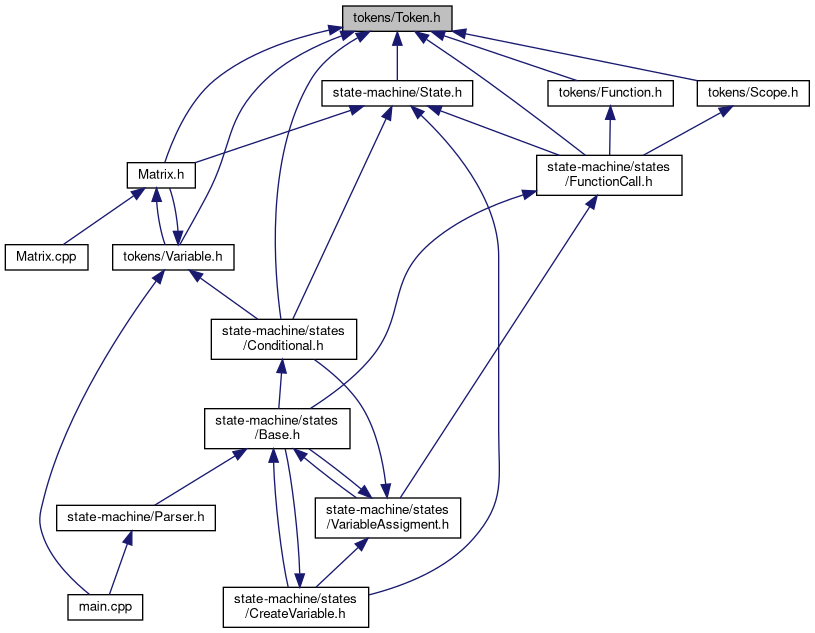 tokens/Token.h
state-machine/State.h
tokens/Function.h
tokens/Scope.h
Matrix.h
state-machine/states
/FunctionCall.h
Matrix.cpp
tokens/Variable.h
state-machine/states
/Conditional.h
state-machine/states
/Base.h
state-machine/Parser.h
state-machine/states
/VariableAssigment.h
main.cpp
state-machine/states
/CreateVariable.h